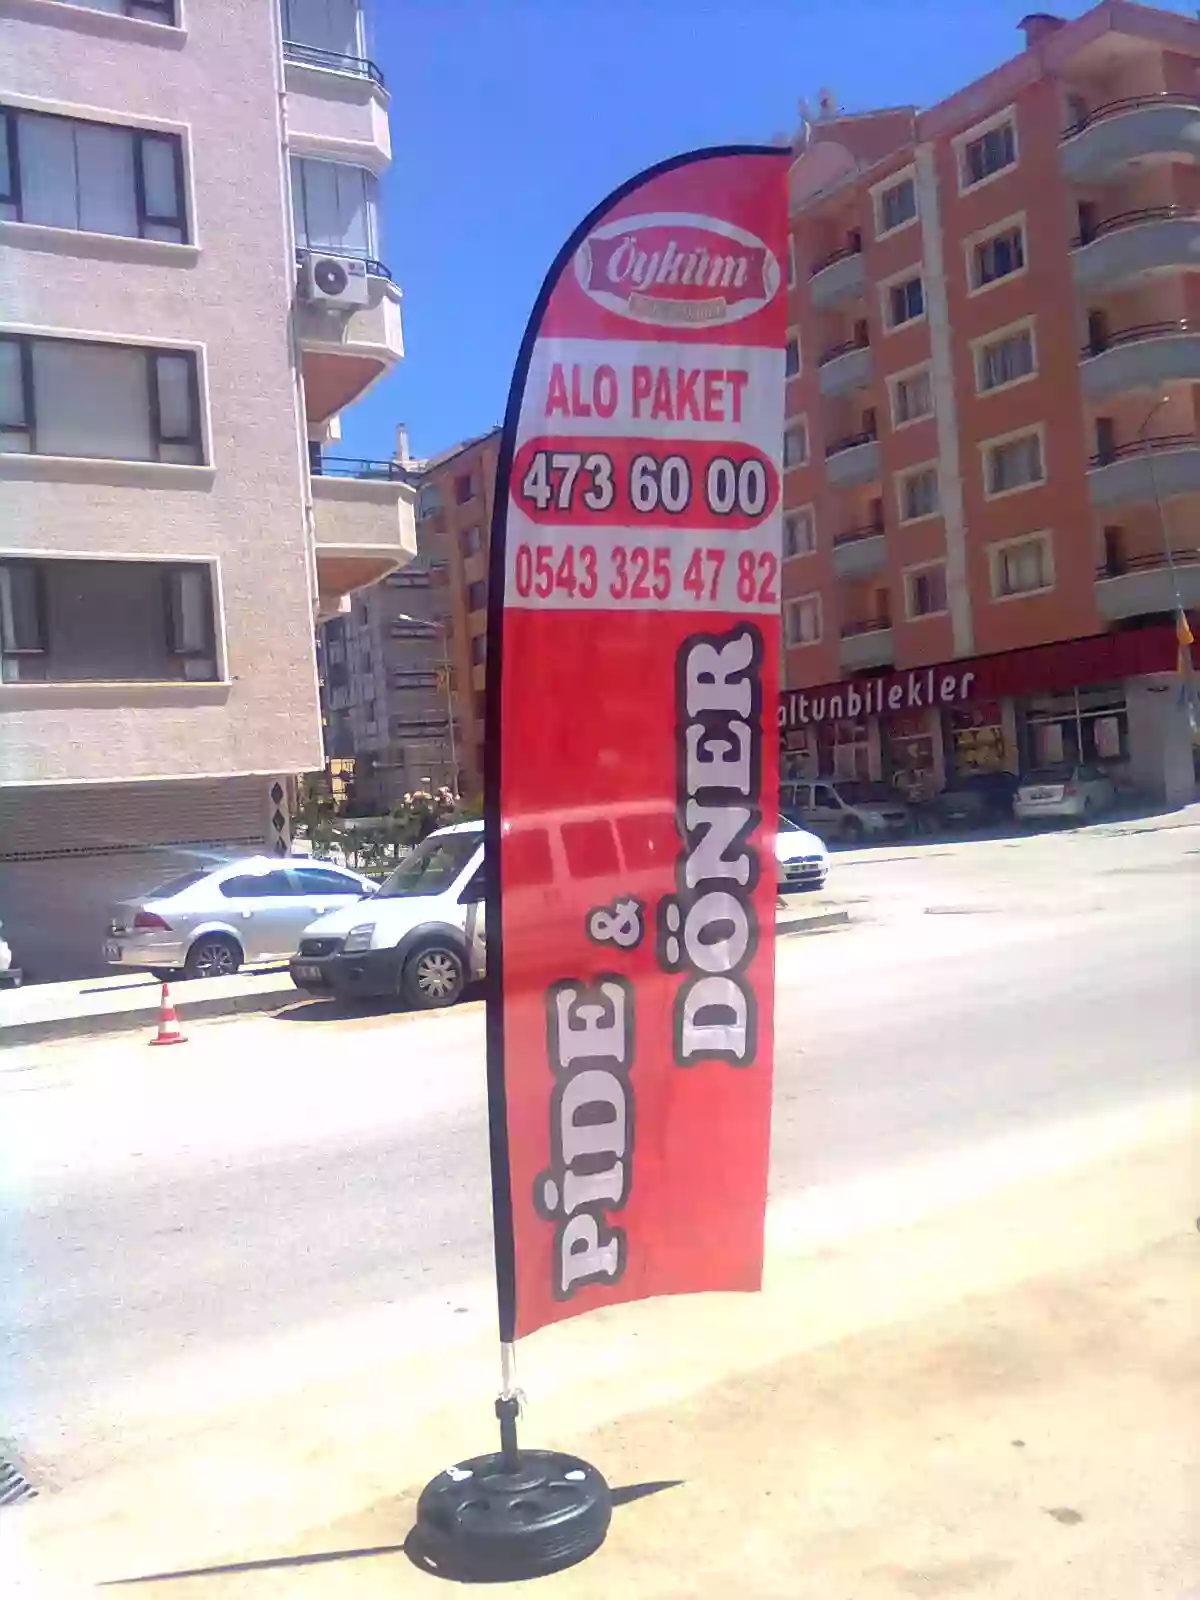 Öyküm
ALO PAKET
473 60 00
0543 325 47 82
PİDE &
DÖNER
altunbilekler